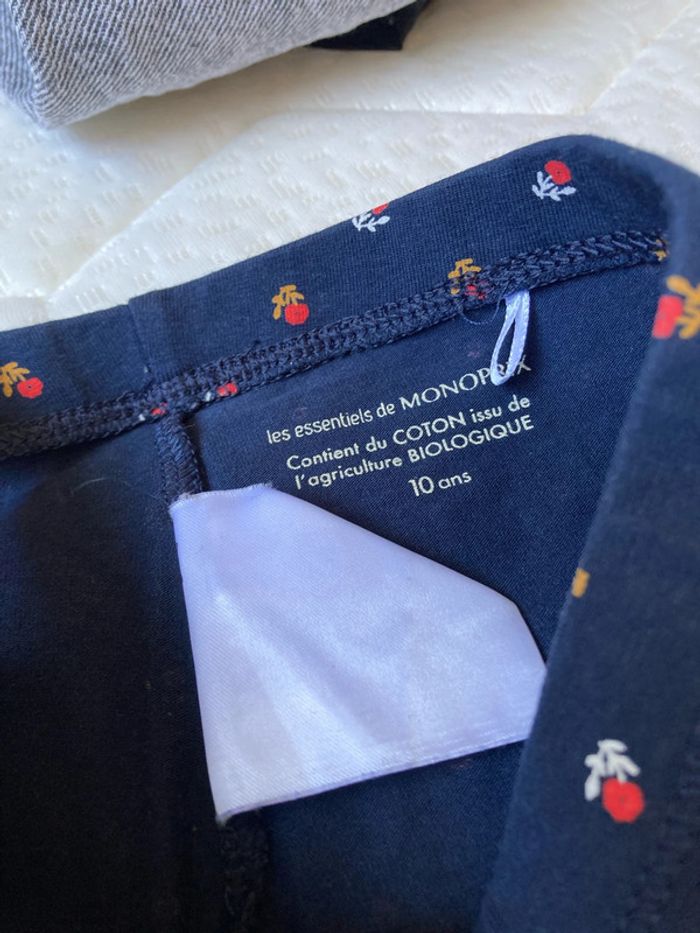 les essentiels de MONOPRIX
Contient du COTON issu de
l'agriculture BIOLOGIQUE
10 ans